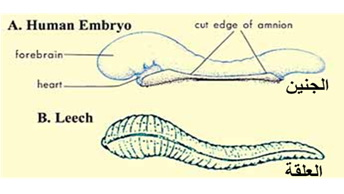 A. Human Embryo
cut edge of amnion
forebrain
heart
الجنين
B. Leech
العلقة